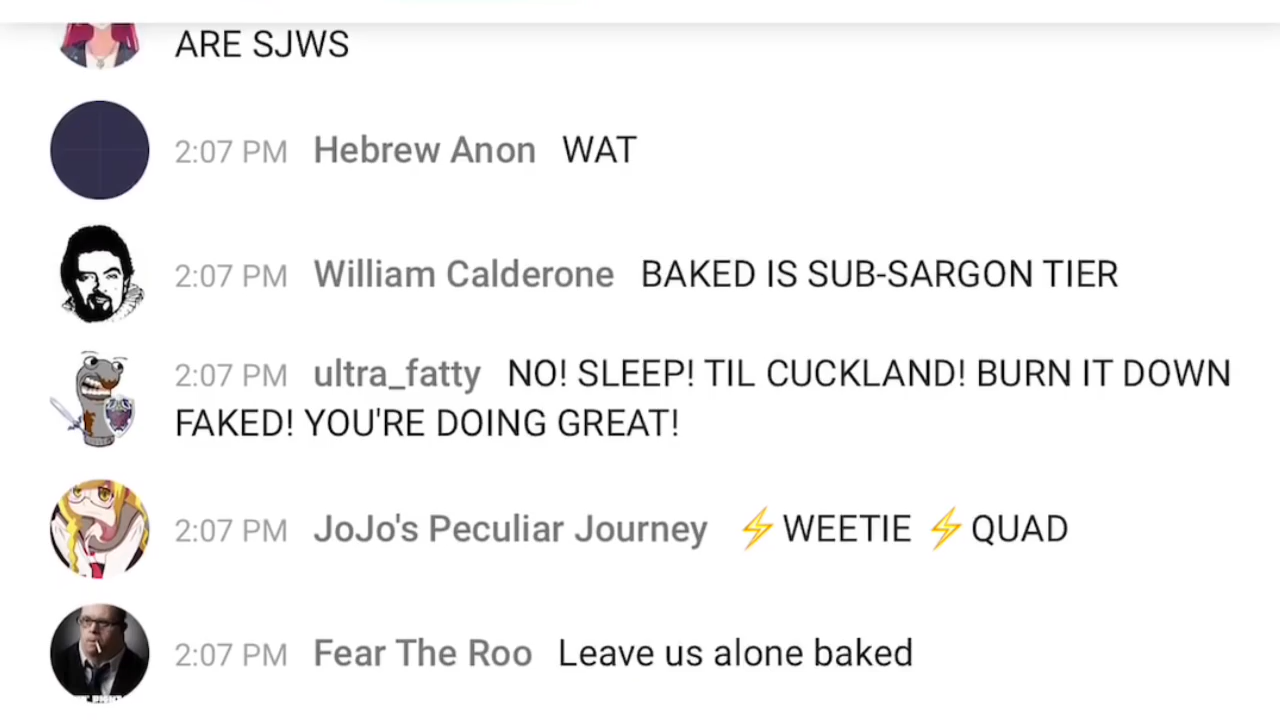 ARE SJWS
2:07 PM Hebrew Anon WAT
2:07 PM William Calderone BAKED IS SUB-SARGON TIER
2:07 PM ultra_fatty NO! SLEEP! TIL CUCKLAND! BURN IT DOWN
FAKED! YOU'RE DOING GREAT!
2:07 PM JoJo's Peculiar Journey ⚡WEETIE ⚡QUAD
2:07 PM Fear The Roo Leave us alone baked